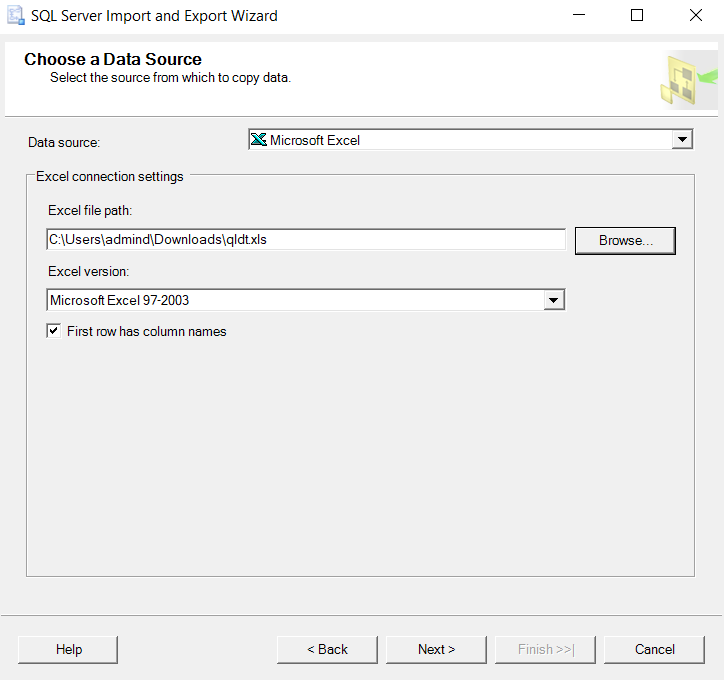 SQL Server Import and Export Wizard
Choose a Data Source
Select the source from which to copy data.
Data source:
Microsoft Excel
Excel connection settings
Excel file path:
C:\Users\admind\Downloads\qldt.xls
Browse...
Excel version:
Microsoft Excel 97-2003
First row has column names
Help
< Back
Next >
Finish >>|
Cancel